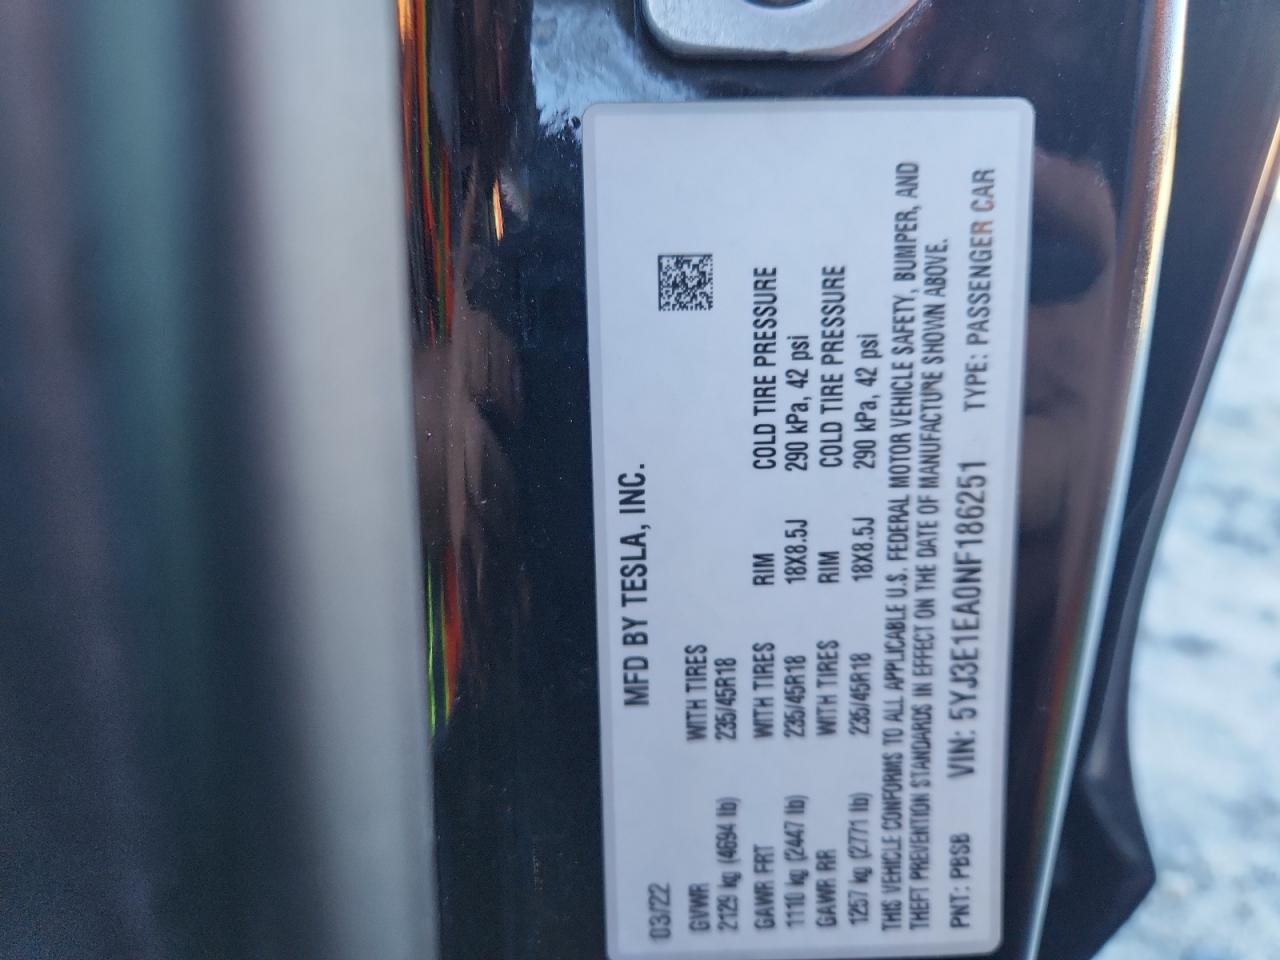 MFD BY TESLA, INC.
03/22
GVWR WITH TIRES
2129 kg (4694 lb) 235/45R18
GAWR FRT WITH TIRES RIM COLD TIRE PRESSURE
1110 kg (2447 lb) 235/45R18 18X8.5J 290 kPa, 42 psi
GAWR RR WITH TIRES RIM COLD TIRE PRESSURE
1257 kg (2771 lb) 235/45R18 18X8.5J 290 kPa, 42 psi
THIS VEHICLE CONFORMS TO ALL APPLICABLE U.S. FEDERAL MOTOR VEHICLE SAFETY, BUMPER, AND
THEFT PREVENTION STANDARDS IN EFFECT ON THE DATE OF MANUFACTURE SHOWN ABOVE.
PNT: PBSB VIN: 5YJ3E1EA0NF186251 TYPE: PASSENGER CAR